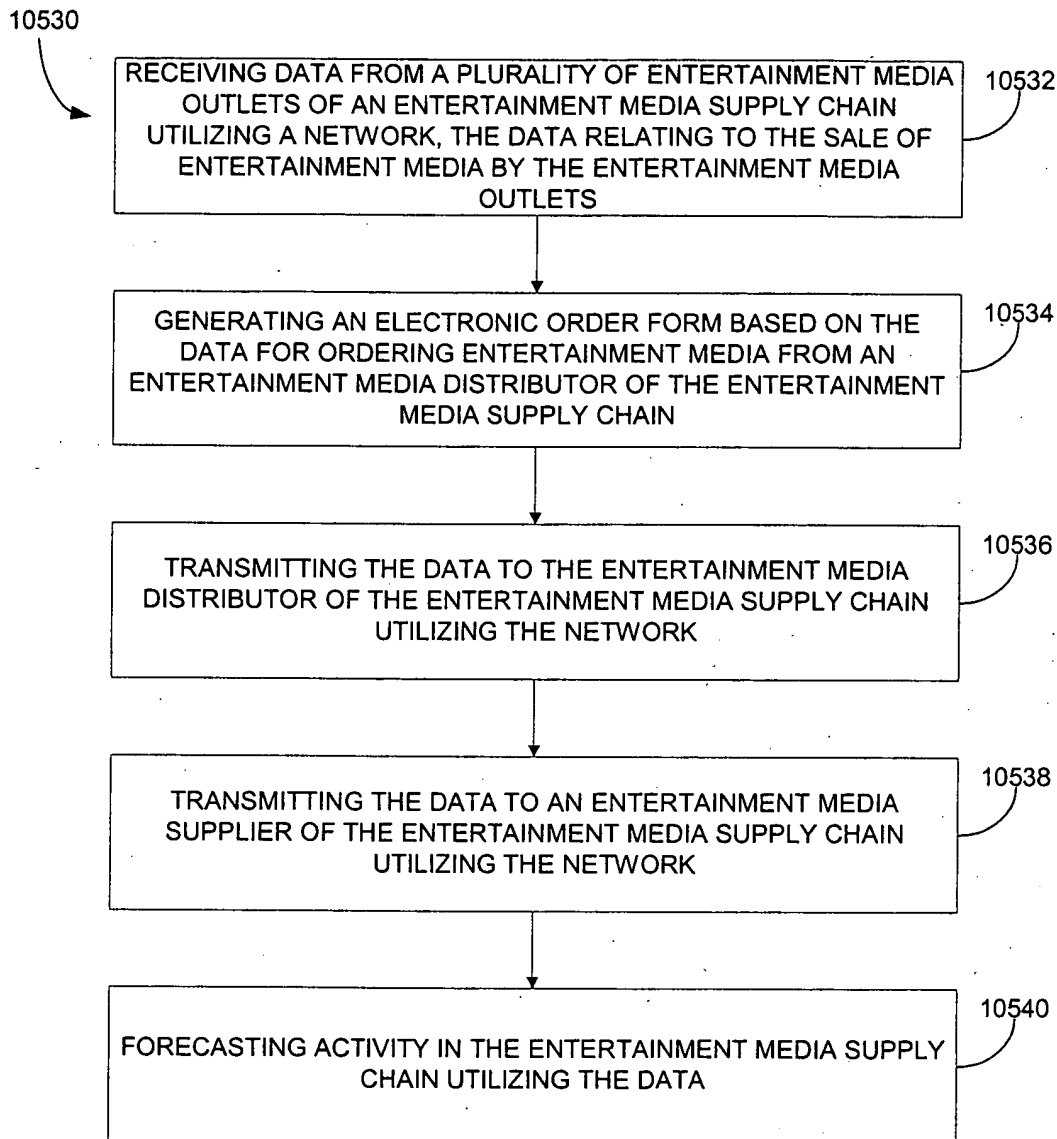 10530
RECEIVING DATA FROM A PLURALITY OF ENTERTAINMENT MEDIA
OUTLETS OF AN ENTERTAINMENT MEDIA SUPPLY CHAIN
UTILIZING A NETWORK, THE DATA RELATING TO THE SALE OF
ENTERTAINMENT MEDIA BY THE ENTERTAINMENT MEDIA
OUTLETS
10532
GENERATING AN ELECTRONIC ORDER FORM BASED ON THE
DATA FOR ORDERING ENTERTAINMENT MEDIA FROM AN
ENTERTAINMENT MEDIA DISTRIBUTOR OF THE ENTERTAINMENT
MEDIA SUPPLY CHAIN
10534
TRANSMITTING THE DATA TO THE ENTERTAINMENT MEDIA
DISTRIBUTOR OF THE ENTERTAINMENT MEDIA SUPPLY CHAIN
UTILIZING THE NETWORK
10536
TRANSMITTING THE DATA TO AN ENTERTAINMENT MEDIA
SUPPLIER OF THE ENTERTAINMENT MEDIA SUPPLY CHAIN
UTILIZING THE NETWORK
10538
FORECASTING ACTIVITY IN THE ENTERTAINMENT MEDIA SUPPLY
CHAIN UTILIZING THE DATA
10540